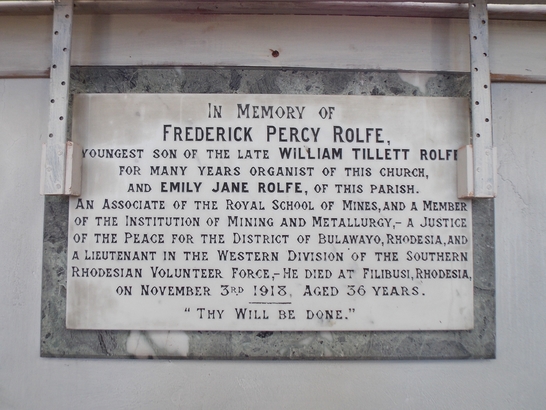 IN MEMORY OF
FREDERICK PERCY ROLFE,
YOUNGEST SON OF THE LATE WILLIAM TILLETT ROLFE
FOR MANY YEARS ORGANIST OF THIS CHURCH,
AND EMILY JANE ROLFE, OF THIS PARISH.
AN ASSOCIATE OF THE ROYAL SCHOOL OF MINES, AND A MEMBER
OF THE INSTITUTION OF MINING AND METALLURGY,- A JUSTICE
OF THE PEACE FOR THE DISTRICT OF BULAWAYO, RHODESIA, AND
A LIEUTENANT IN THE WESTERN DIVISION OF THE SOUTHERN
RHODESIAN VOLUNTEER FORCE,- HE DIED AT FILIBUSI, RHODESIA,
ON NOVEMBER 3RD 1918, AGED 36 YEARS.
"THY WILL BE DONE."